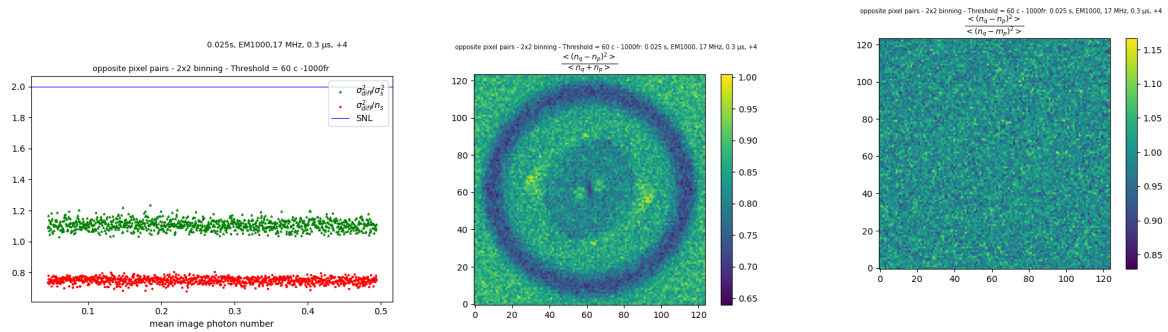 0.025s, EM1000,17 MHz, 0.3 µs, +4
opposite pixel pairs - 2x2 binning - Threshold = 60 c -1000fr
2.0
1.8
1.6
1.4
1.2
1.0
0.8
σ²diff/σ²s
σ²diff/ns
SNL
0.1
0.2
0.3
0.4
0.5
mean image photon number
opposite pixel pairs - 2x2 binning - Threshold = 60 c - 1000fr: 0.025 s, EM1000, 17 MHz, 0.3 µs, +4
< (nq − np)² >
< nq + np >
120
100
80
60
40
20
0
0 20 40 60 80 100 120
1.00
0.95
0.90
0.85
0.80
0.75
0.70
0.65
opposite pixel pairs - 2x2 binning - Threshold = 60 c - 1000fr: 0.025 s, EM1000, 17 MHz, 0.3 µs, +4
< (nq − np)² >
< (nq − mp)² >
120
100
80
60
40
20
0
0 20 40 60 80 100 120
1.10
1.05
1.00
0.95
0.90
0.85